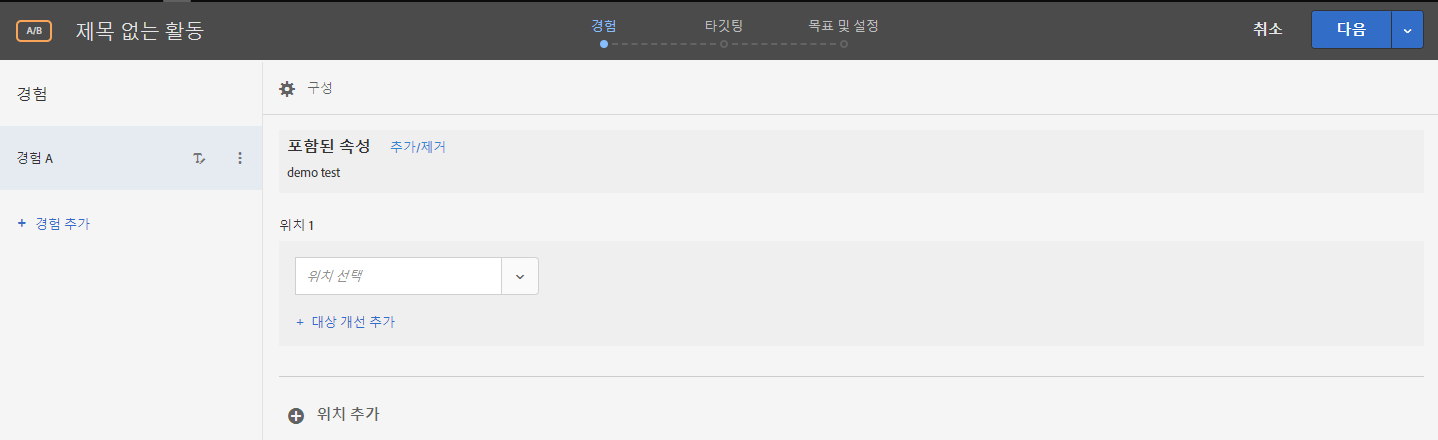 A/B 제목 없는 활동
경험 타깃팅 목표 및 설정
취소 다음
경험
경험 A
+ 경험 추가
구성
포함된 속성 추가/제거
demo test
위치 1
위치 선택
+ 대상 개선 추가
위치 추가